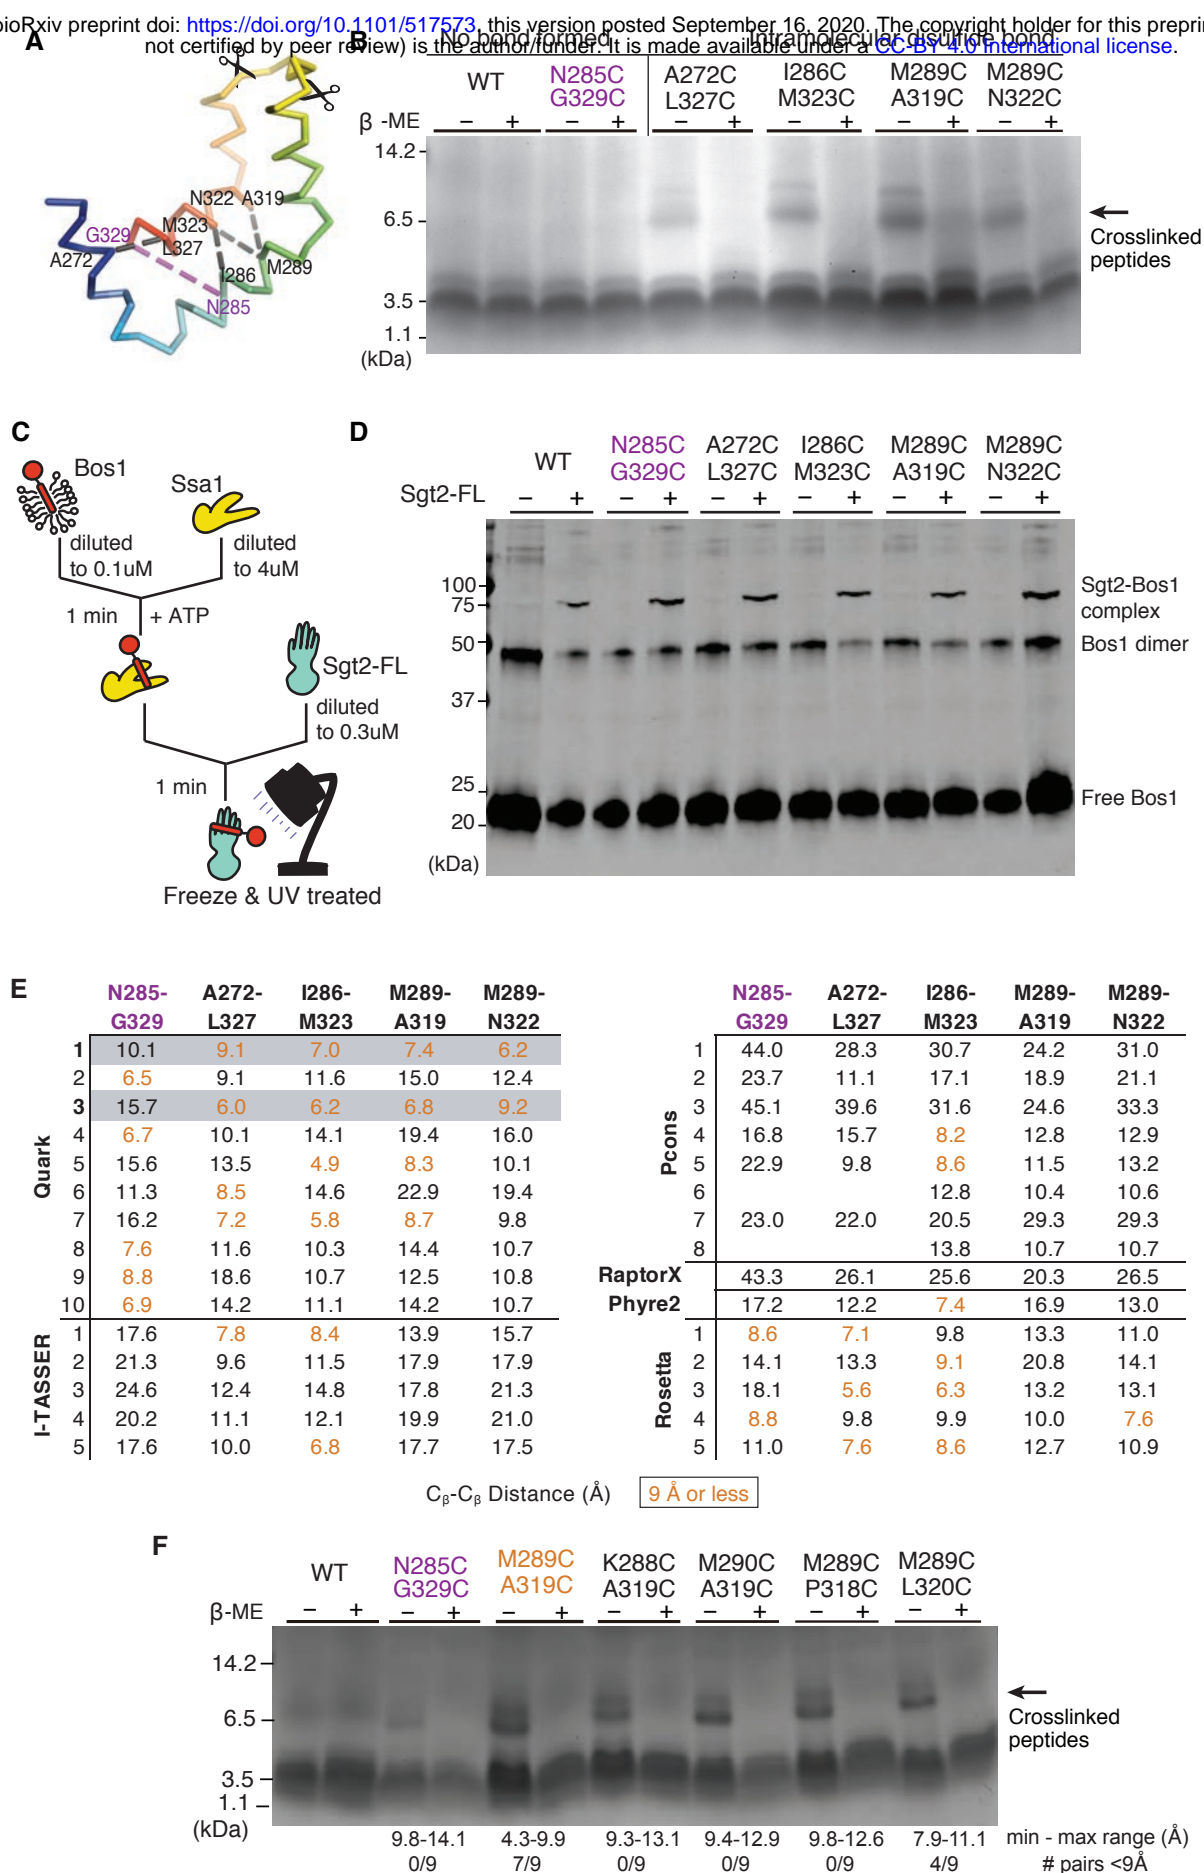 bioRxiv preprint doi: https://doi.org/10.1101/517573. this version posted September 16, 2020. The copyright holder for this preprint
not certified by peer review) is the author/funder. It is made available under a CC-BY 4.0 International license.
A
N322 A319
M323
G329
L327
A272
I286
M289
N285
B
No bond formed
Intramolecular disulfide bond
WT
N285C
G329C
A272C
L327C
I286C
M323C
M289C
A319C
M289C
N322C
β -ME − + − + − + − + − + − +
14.2
6.5
3.5
1.1
(kDa)
Crosslinked
peptides
C
Bos1
Ssa1
diluted
to 0.1uM
diluted
to 4uM
1 min
+ ATP
Sgt2-FL
diluted
to 0.3uM
1 min
Freeze & UV treated
D
WT
N285C
G329C
A272C
L327C
I286C
M323C
M289C
A319C
M289C
N322C
Sgt2-FL − + − + − + − + − + − +
100
75
50
37
25
20
(kDa)
Sgt2-Bos1
complex
Bos1 dimer
Free Bos1
E
N285- A272- I286- M289- M289-
G329 L327 M323 A319 N322
Quark
1 10.1 9.1 7.0 7.4 6.2
2 6.5 9.1 11.6 15.0 12.4
3 15.7 6.0 6.2 6.8 9.2
4 6.7 10.1 14.1 19.4 16.0
5 15.6 13.5 4.9 8.3 10.1
6 11.3 8.5 14.6 22.9 19.4
7 16.2 7.2 5.8 8.7 9.8
8 7.6 11.6 10.3 14.4 10.7
9 8.8 18.6 10.7 12.5 10.8
10 6.9 14.2 11.1 14.2 10.7
I-TASSER
1 17.6 7.8 8.4 13.9 15.7
2 21.3 9.6 11.5 17.9 17.9
3 24.6 12.4 14.8 17.8 21.3
4 20.2 11.1 12.1 19.9 21.0
5 17.6 10.0 6.8 17.7 17.5
N285- A272- I286- M289- M289-
G329 L327 M323 A319 N322
Pcons
1 44.0 28.3 30.7 24.2 31.0
2 23.7 11.1 17.1 18.9 21.1
3 45.1 39.6 31.6 24.6 33.3
4 16.8 15.7 8.2 12.8 12.9
5 22.9 9.8 8.6 11.5 13.2
6 12.8 10.4 10.6
7 23.0 22.0 20.5 29.3 29.3
8 13.8 10.7 10.7
RaptorX 43.3 26.1 25.6 20.3 26.5
Phyre2 17.2 12.2 7.4 16.9 13.0
Rosetta
1 8.6 7.1 9.8 13.3 11.0
2 14.1 13.3 9.1 20.8 14.1
3 18.1 5.6 6.3 13.2 13.1
4 8.8 9.8 9.9 10.0 7.6
5 11.0 7.6 8.6 12.7 10.9
Cβ-Cβ Distance (Å) 9 Å or less
F
WT
N285C
G329C
M289C
A319C
K288C
A319C
M290C
A319C
M289C
P318C
M289C
L320C
β-ME − + − + − + − + − + − + − +
14.2
6.5
3.5
1.1
(kDa)
Crosslinked
peptides
9.8-14.1 4.3-9.9 9.3-13.1 9.4-12.9 9.8-12.6 7.9-11.1 min - max range (Å)
0/9 7/9 0/9 0/9 0/9 4/9 # pairs <9Å